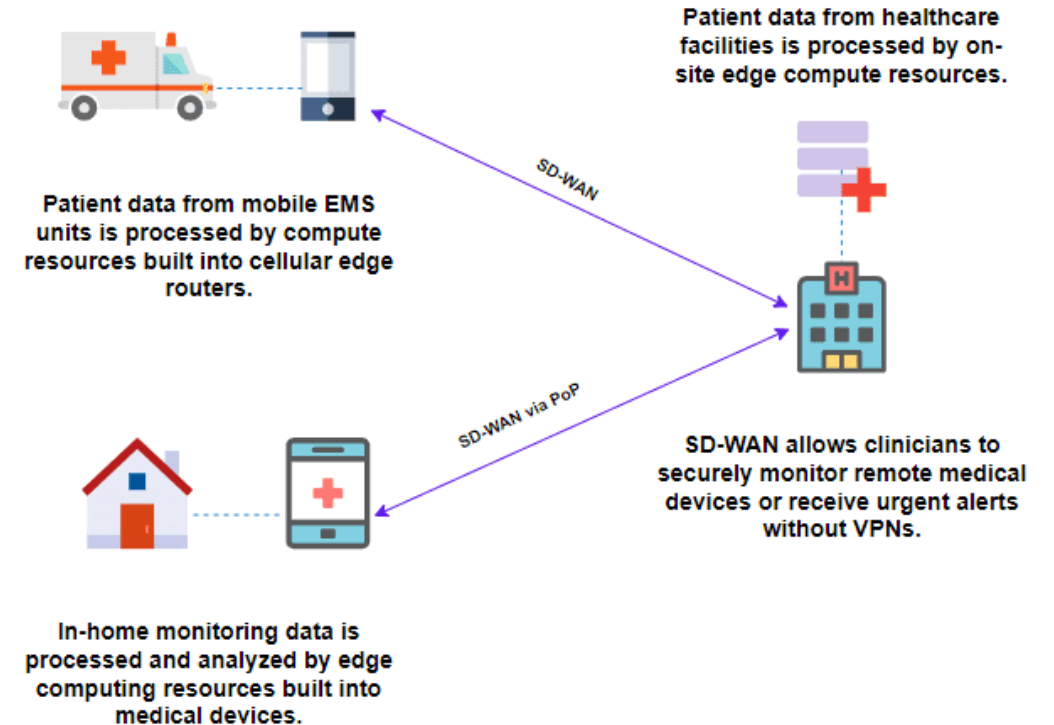 Patient data from healthcare
facilities is processed by on-
site edge compute resources.
SD-WAN
Patient data from mobile EMS
units is processed by compute
resources built into cellular edge
routers.
H
SD-WAN via PoP
SD-WAN allows clinicians to
securely monitor remote medical
devices or receive urgent alerts
without VPNs.
In-home monitoring data is
processed and analyzed by edge
computing resources built into
medical devices.